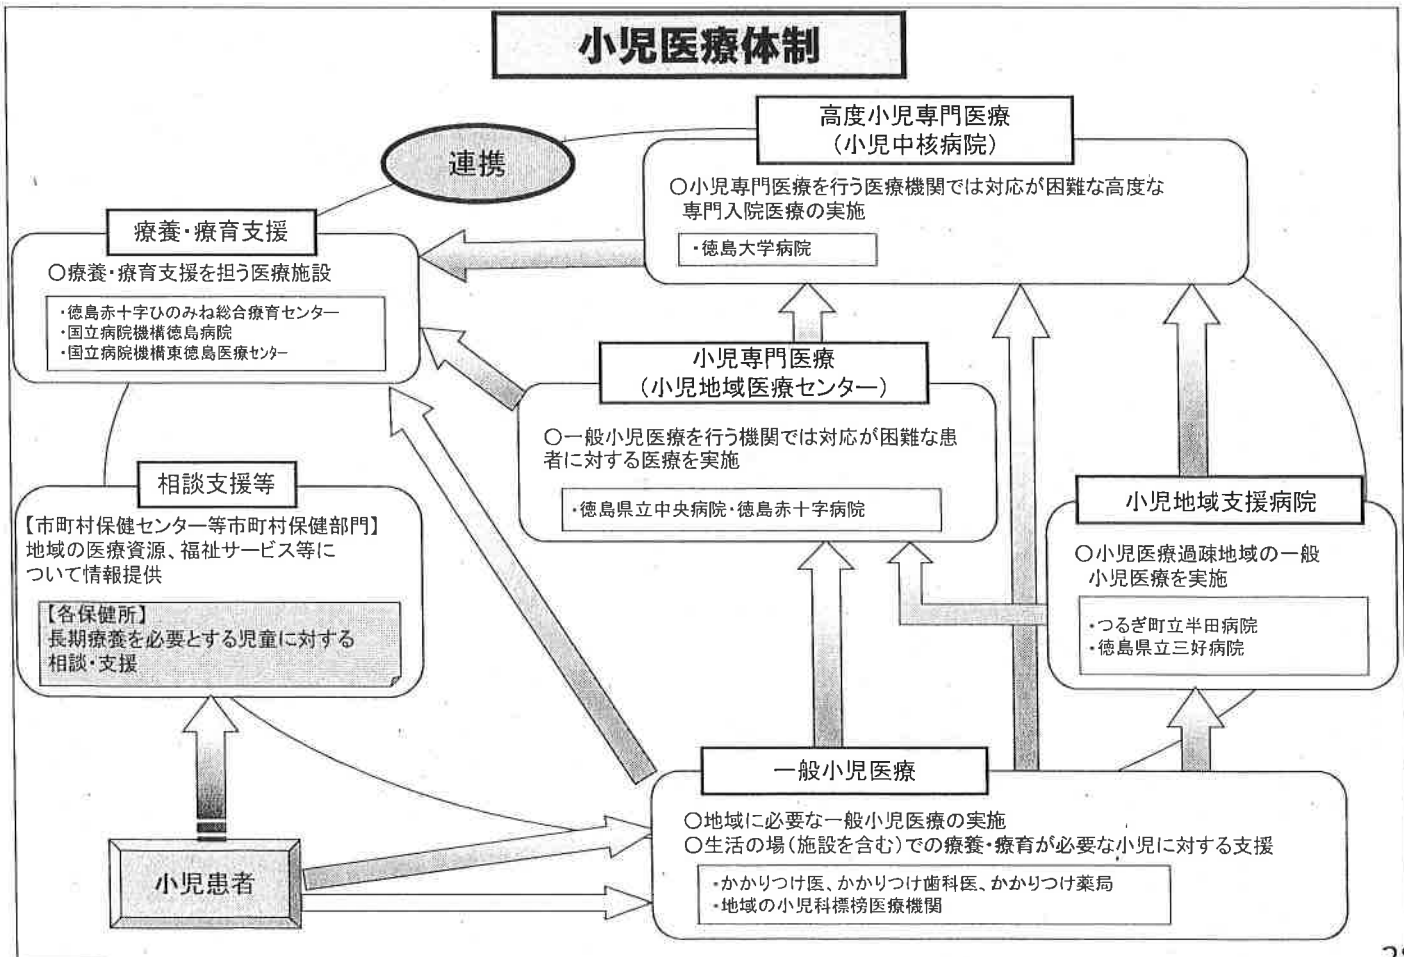 小児医療体制
高度小児専門医療
(小児中核病院)
○小児専門医療を行う医療機関では対応が困難な高度な
専門入院医療の実施
・徳島大学病院
連携
療養・療育支援
○療養・療育支援を担う医療施設
・徳島赤十字ひのみね総合療育センター
・国立病院機構徳島病院
・国立病院機構東徳島医療センター
小児専門医療
(小児地域医療センター)
○一般小児医療を行う機関では対応が困難な患
者に対する医療を実施
・徳島県立中央病院・徳島赤十字病院
相談支援等
【市町村保健センター等市町村保健部門】
地域の医療資源、福祉サービス等に
ついて情報提供
【各保健所】
長期療養を必要とする児童に対する
相談・支援
小児地域支援病院
○小児医療過疎地域の一般
小児医療を実施
・つるぎ町立半田病院
・徳島県立三好病院
一般小児医療
○地域に必要な一般小児医療の実施
○生活の場(施設を含む)での療養・療育が必要な小児に対する支援
・かかりつけ医、かかりつけ歯科医、かかりつけ薬局
・地域の小児科標榜医療機関
小児患者